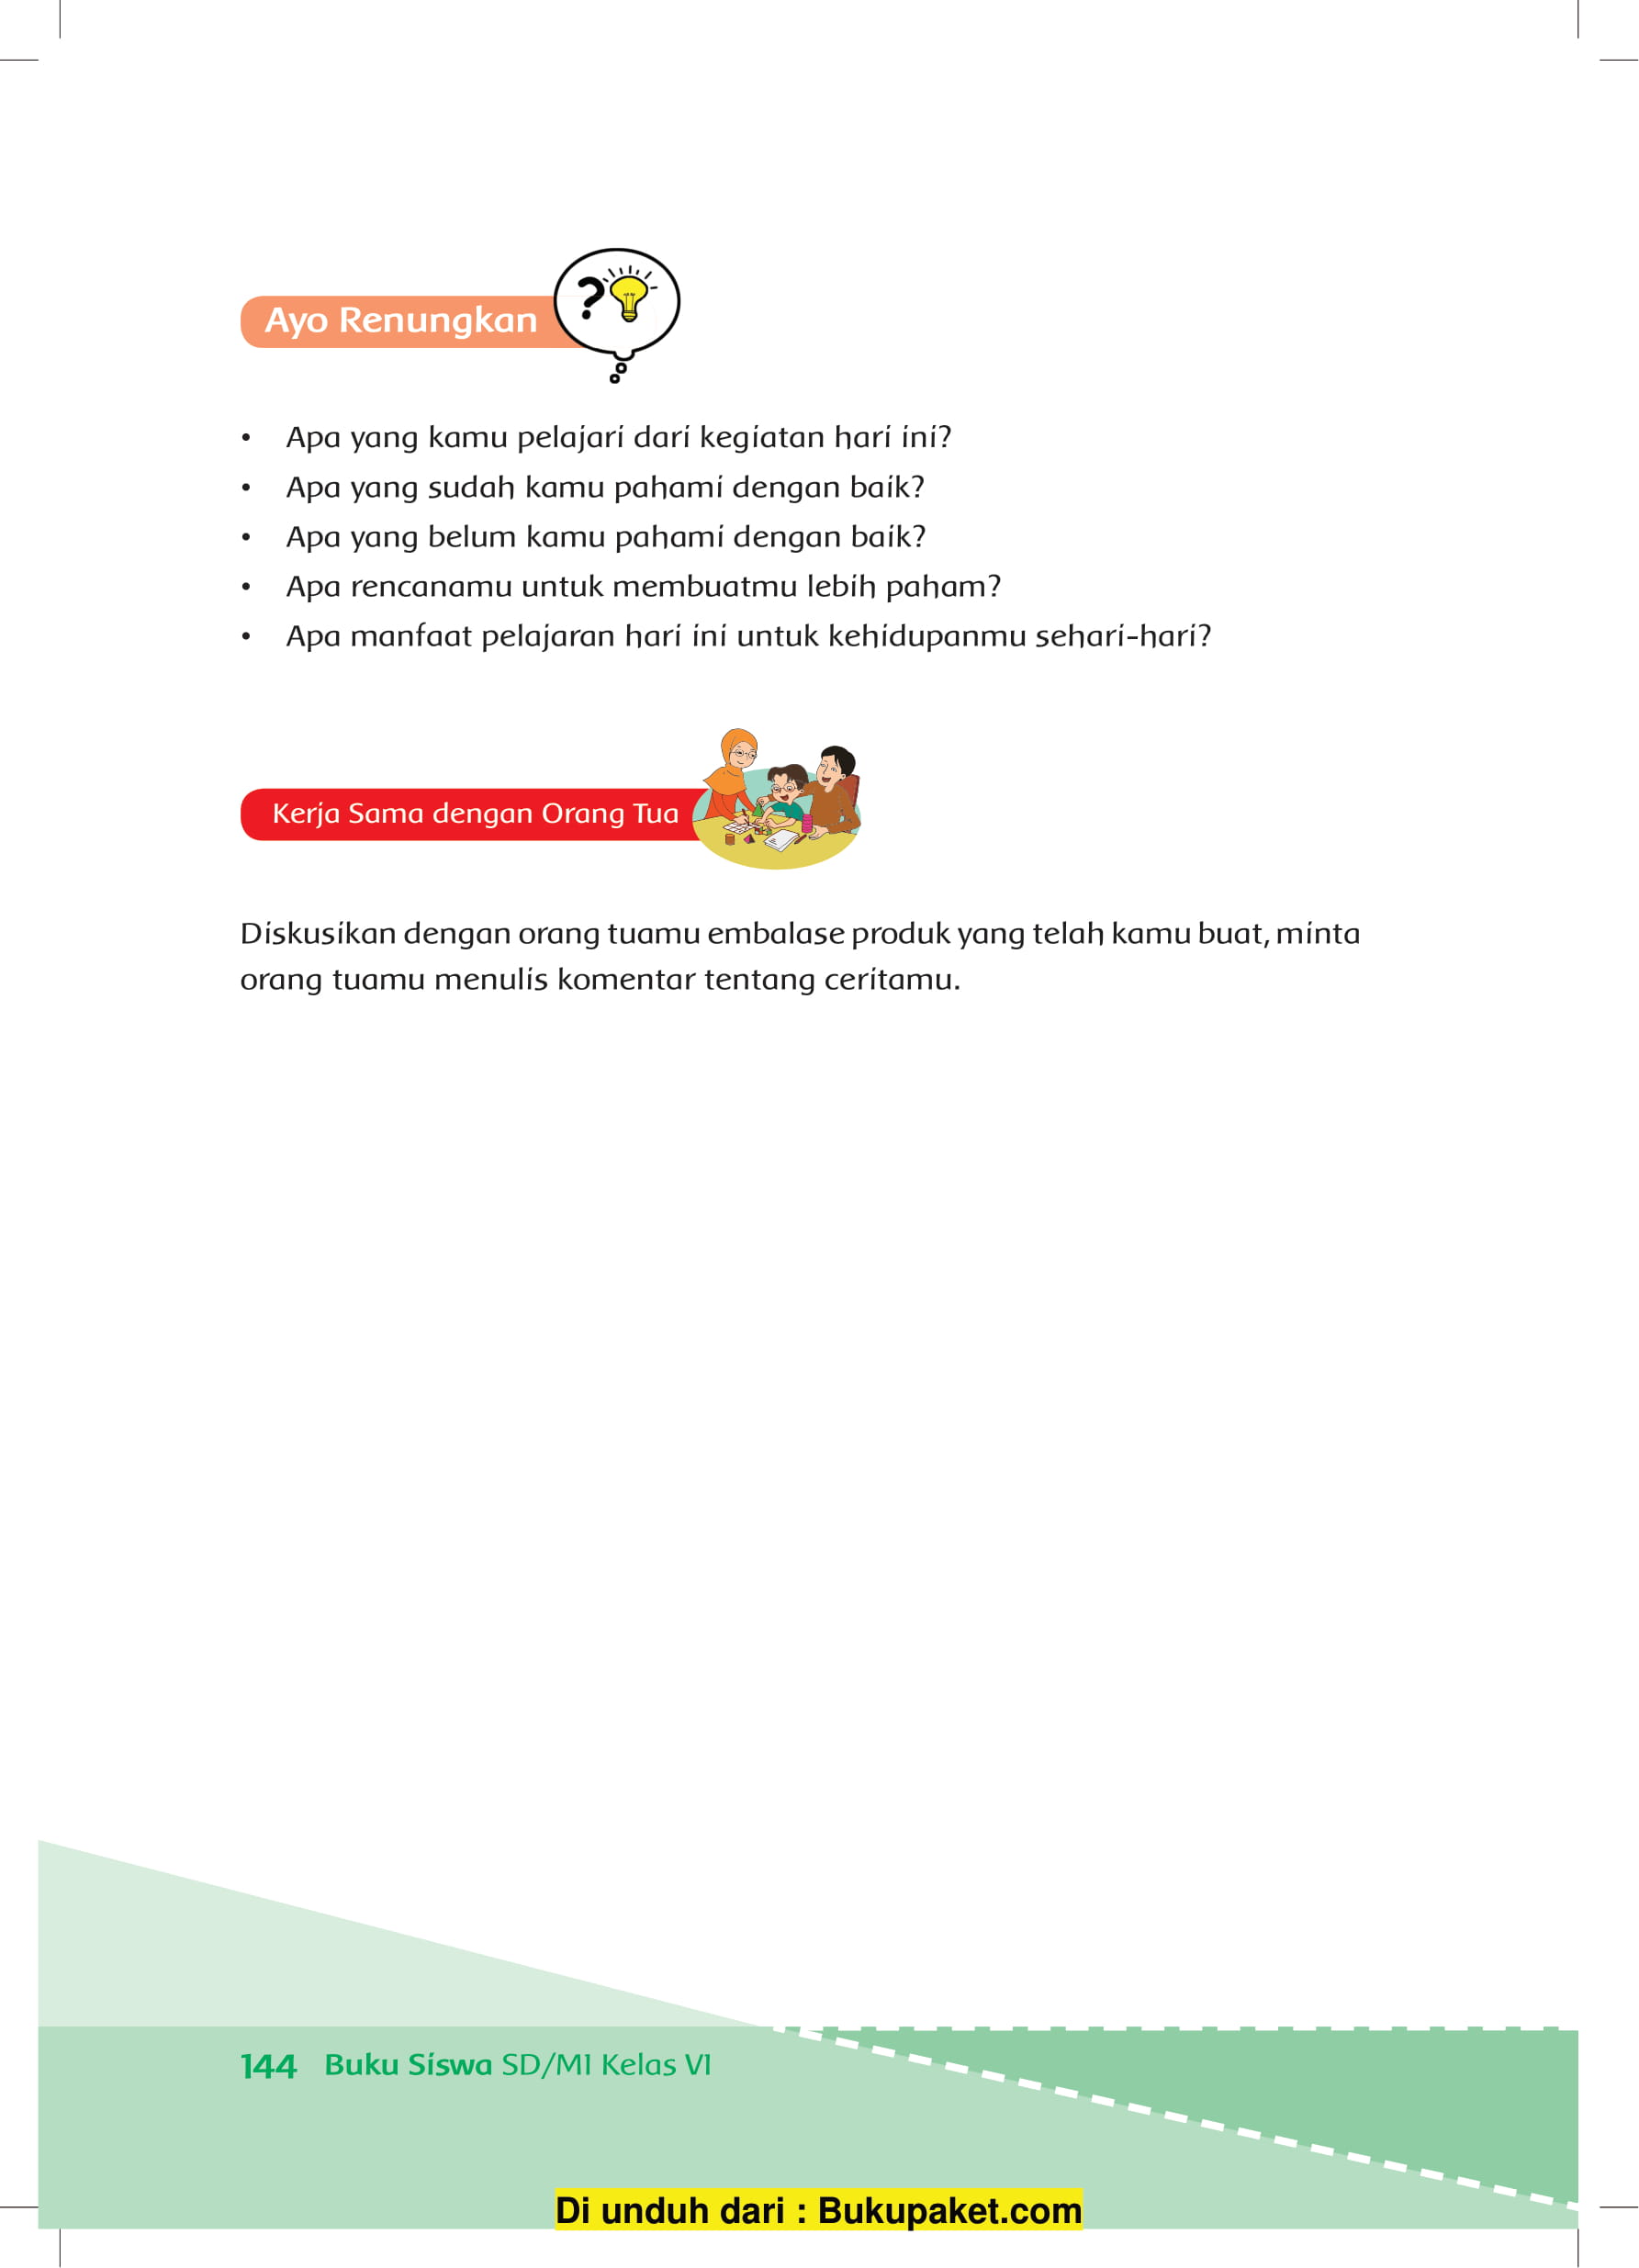 Ayo Renungkan
?
• Apa yang kamu pelajari dari kegiatan hari ini?
• Apa yang sudah kamu pahami dengan baik?
• Apa yang belum kamu pahami dengan baik?
• Apa rencanamu untuk membuatmu lebih paham?
• Apa manfaat pelajaran hari ini untuk kehidupanmu sehari-hari?
Kerja Sama dengan Orang Tua
Diskusikan dengan orang tuamu embalase produk yang telah kamu buat, minta
orang tuamu menulis komentar tentang ceritamu.
144 Buku Siswa SD/MI Kelas VI
Di unduh dari : Bukupaket.com